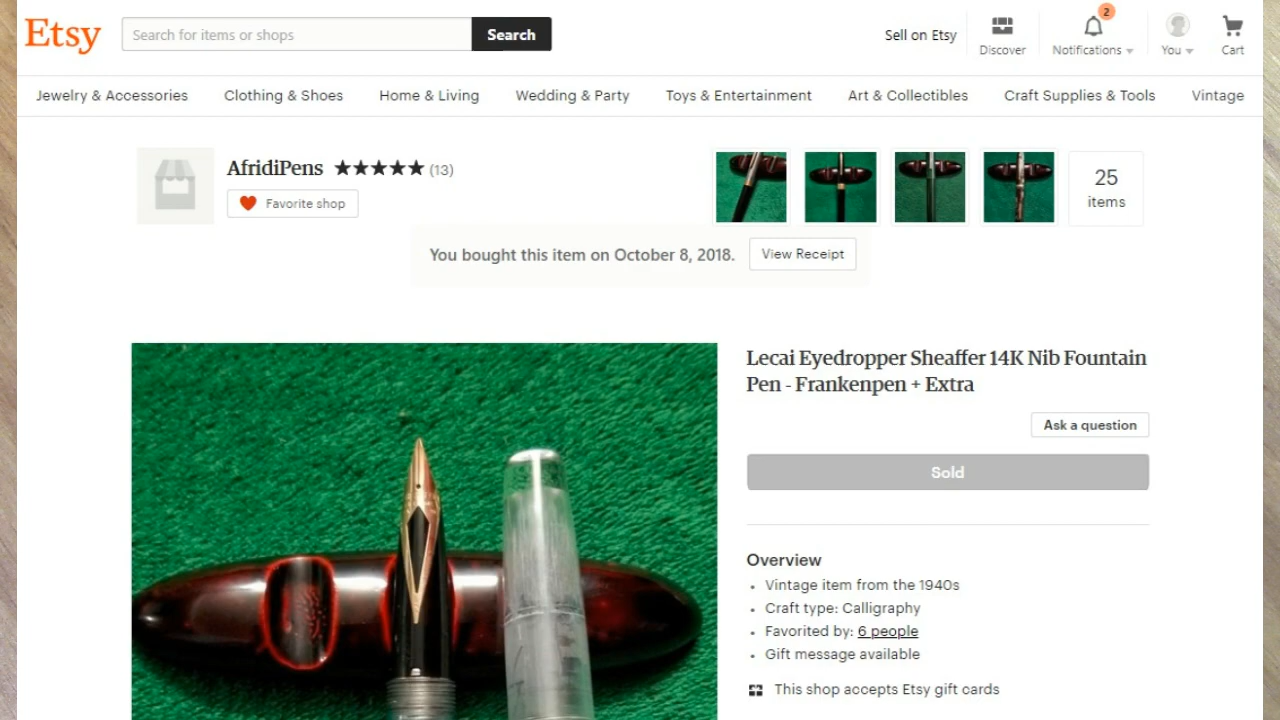 Etsy
Search for items or shops
Search
Sell on Etsy
Discover
2
Notifications
You
Cart
Jewelry & Accessories
Clothing & Shoes
Home & Living
Wedding & Party
Toys & Entertainment
Art & Collectibles
Craft Supplies & Tools
Vintage
AfridiPens ★★★★★ (13)
Favorite shop
25
items
You bought this item on October 8, 2018.
View Receipt
Lecai Eyedropper Sheaffer 14K Nib Fountain
Pen - Frankenpen + Extra
Ask a question
Sold
Overview
• Vintage item from the 1940s
• Craft type: Calligraphy
• Favorited by: 6 people
• Gift message available
This shop accepts Etsy gift cards